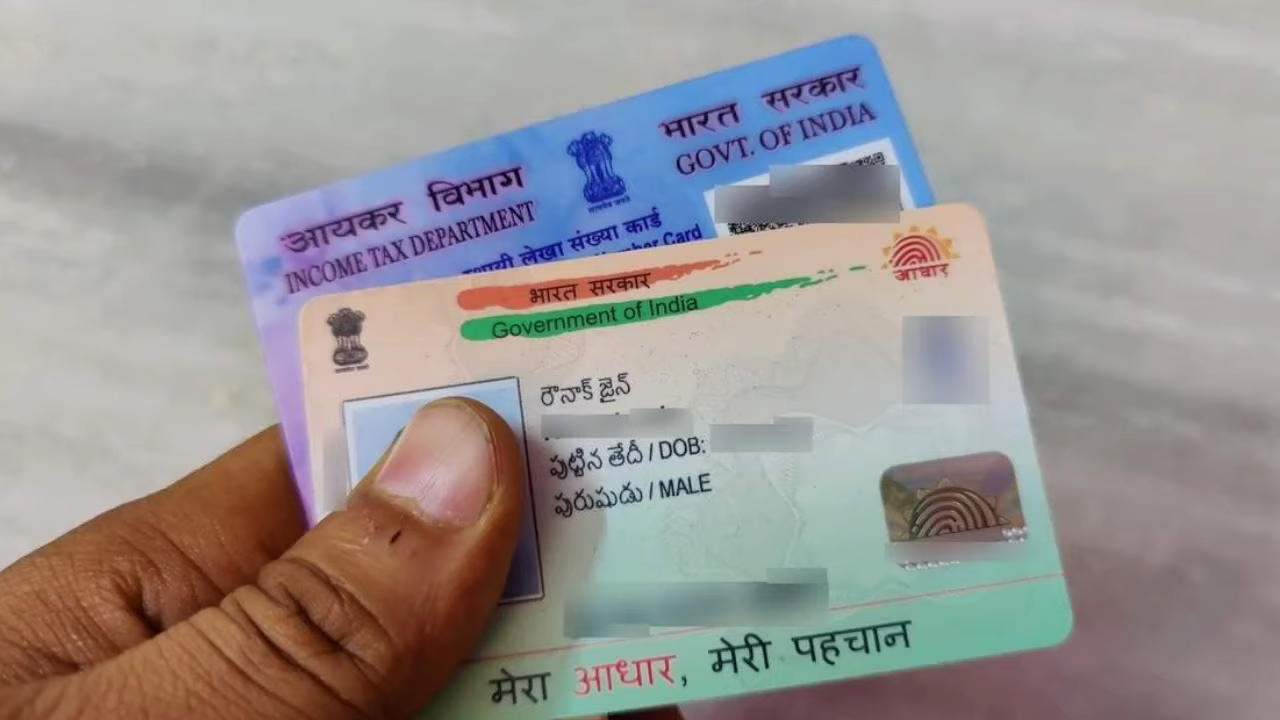 आयकर विभाग
INCOME TAX DEPARTMENT
भारत सरकार
GOVT. OF INDIA
लेखा संख्या कार्ड
Card
भारत सरकार
Government of India
आधार
రౌనాక్ జైన్
పుట్టిన తేదీ / DOB:
పురుషుడు / MALE
मेरा आधार, मेरी पहचान